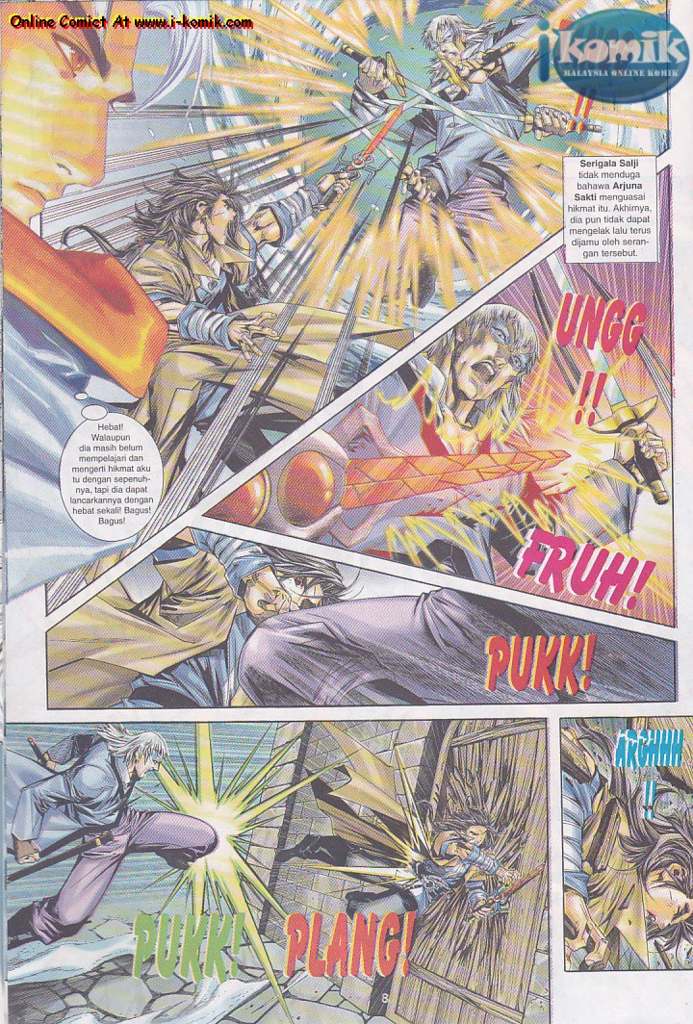 Online Comict At www.i-komik.com
ikomik
MALAYSIA ONLINE KOMIK
!!
Serigala Salji
tidak menduga
bahawa Arjuna
Sakti menguasai
hikmat itu. Akhirnya,
dia pun tidak dapat
mengelak lalu terus
dijamu oleh seran-
gan tersebut.
UNGG
!!
Hebat!
Walaupun
dia masih belum
mempelajari dan
mengerti hikmat aku
tu dengan sepenuh-
nya, tapi dia dapat
lancarkannya dengan
hebat sekali! Bagus!
Bagus!
FRUH!
PUKK!
ARGHHH
!!
PUKK!
PLANG!
8